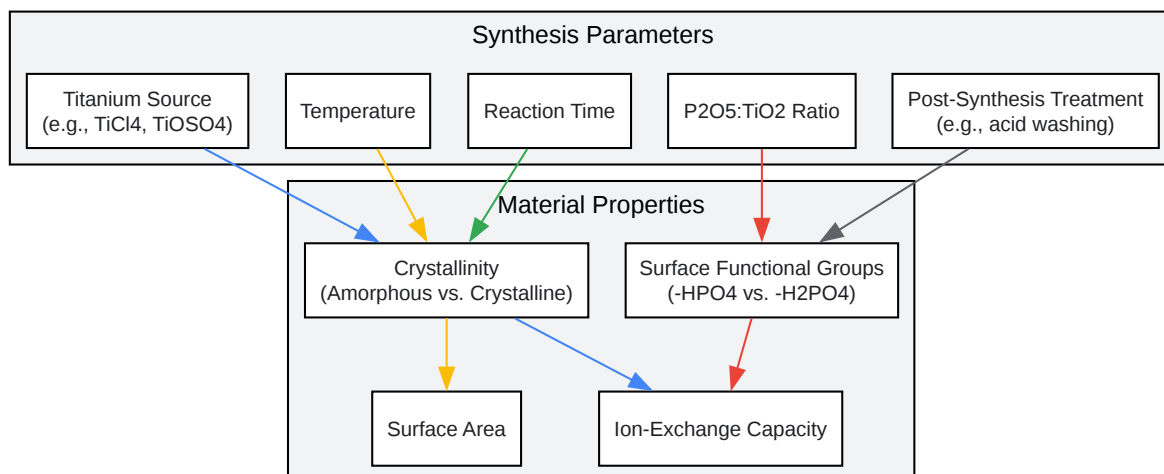 Synthesis Parameters
Titanium Source
(e.g., TiCl4, TiOSO4)
Temperature
Reaction Time
P2O5:TiO2 Ratio
Post-Synthesis Treatment
(e.g., acid washing)
Material Properties
Crystallinity
(Amorphous vs. Crystalline)
Surface Functional Groups
(-HPO4 vs. -H2PO4)
Surface Area
Ion-Exchange Capacity